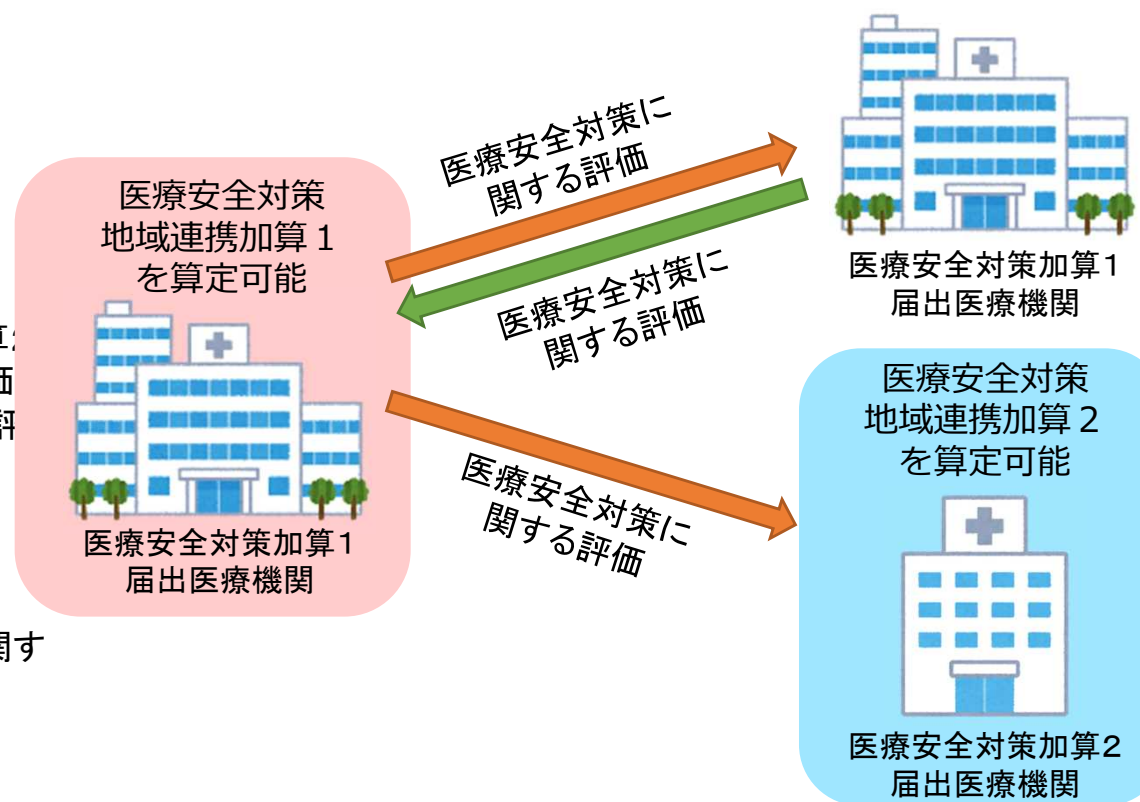 医療安全対策
地域連携加算１
を算定可能
医療安全対策加算1
届出医療機関
医療安全対策に
関する評価
医療安全対策に
関する評価
医療安全対策に
関する評価
医療安全対策加算1
届出医療機関
医療安全対策
地域連携加算２
を算定可能
医療安全対策加算2
届出医療機関
価
評
関す